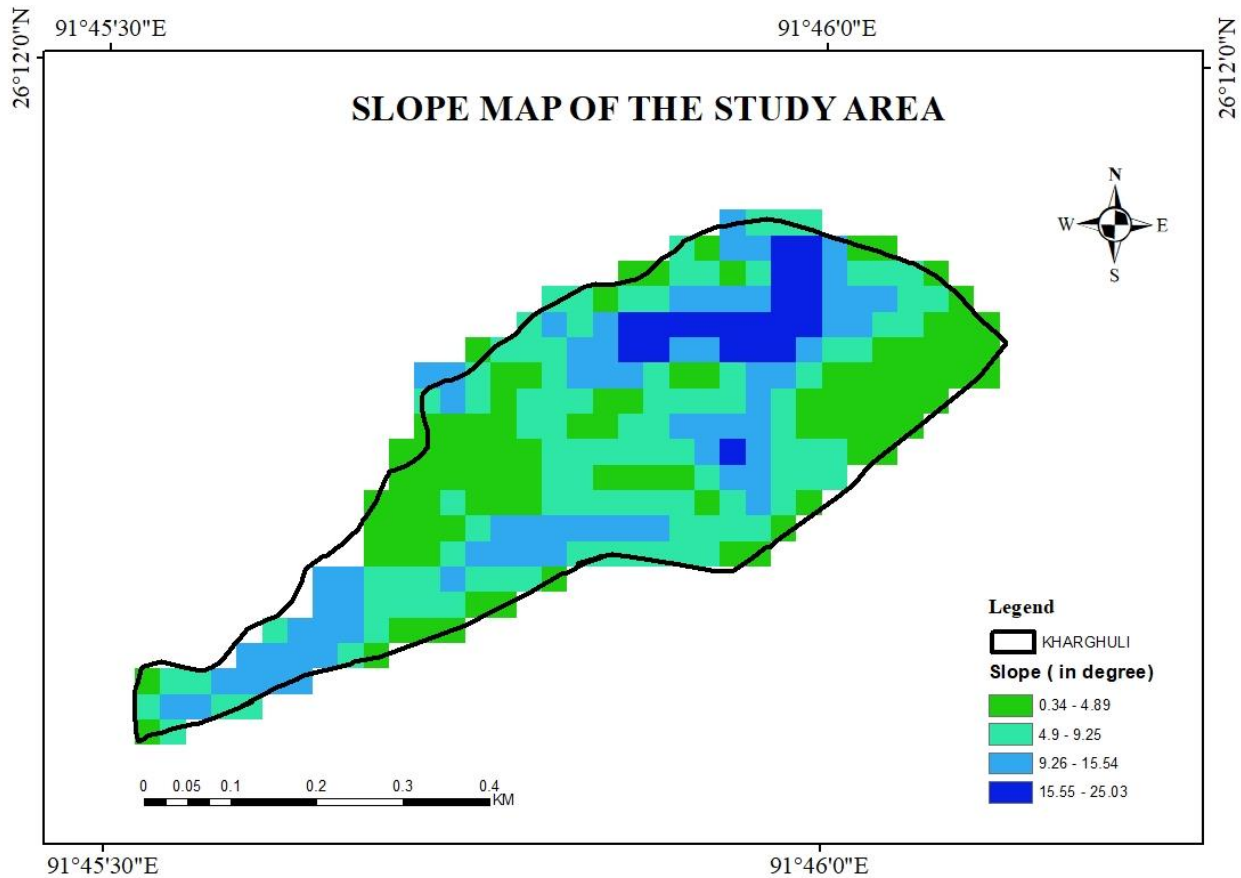 91°45'30"E 91°46'0"E
26°12'0"N 26°12'0"N
SLOPE MAP OF THE STUDY AREA
N
W E
S
Legend
KHARGHULI
Slope ( in degree)
0.34 - 4.89
4.9 - 9.25
9.26 - 15.54
15.55 - 25.03
0 0.05 0.1 0.2 0.3 0.4
KM
91°45'30"E 91°46'0"E